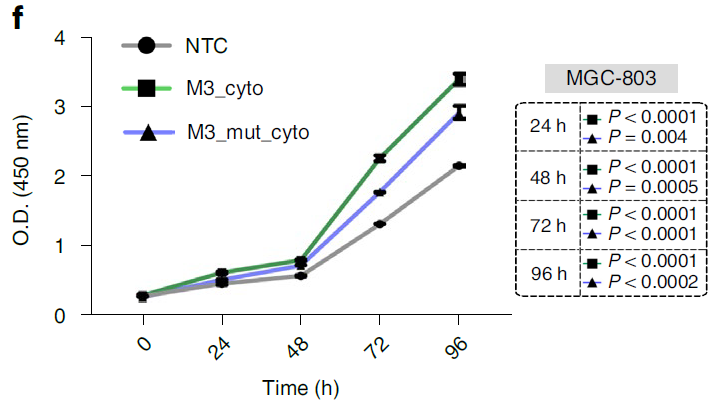 f
NTC
M3_cyto
M3_mut_cyto
O.D. (450 nm)
4
3
2
1
0
0
24
48
72
96
Time (h)
MGC-803
24 h
P < 0.0001
P = 0.004
48 h
P < 0.0001
P = 0.0005
72 h
P < 0.0001
P < 0.0001
96 h
P < 0.0001
P < 0.0002